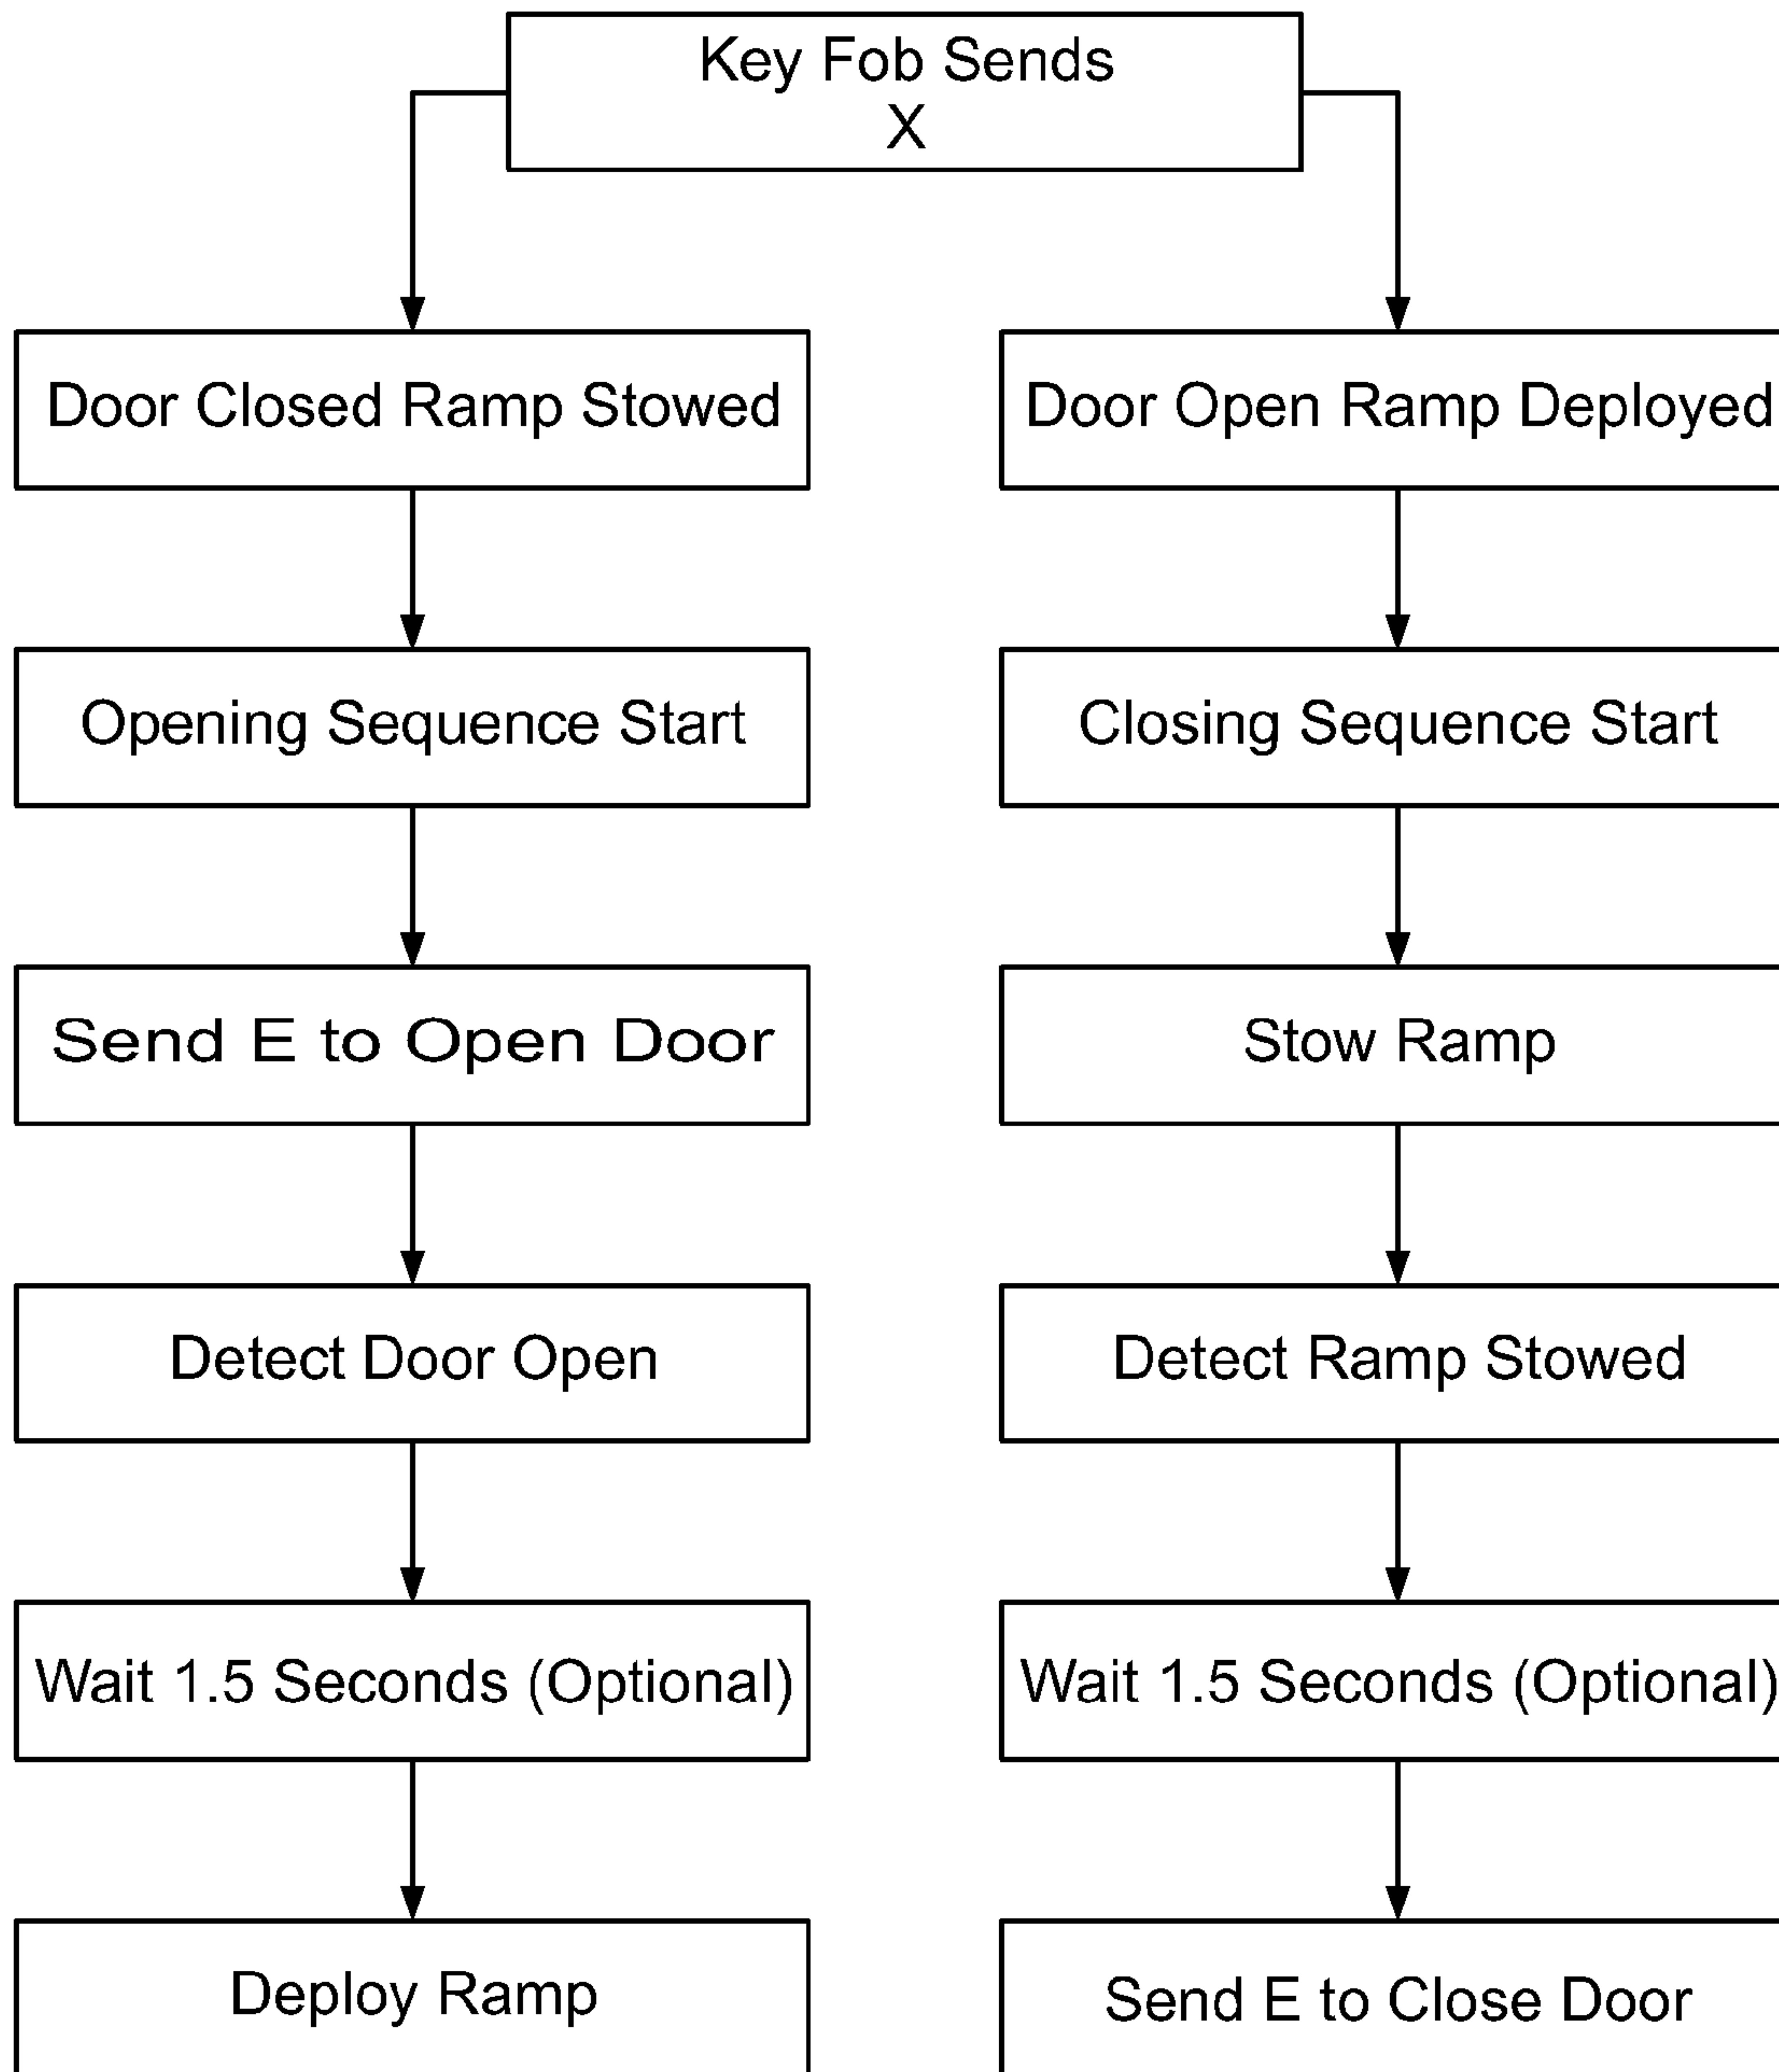 Key Fob Sends
X
Door Closed Ramp Stowed
Door Open Ramp Deployed
Opening Sequence Start
Closing Sequence Start
Send E to Open Door
Stow Ramp
Detect Door Open
Detect Ramp Stowed
Wait 1.5 Seconds (Optional)
Wait 1.5 Seconds (Optional)
Deploy Ramp
Send E to Close Door